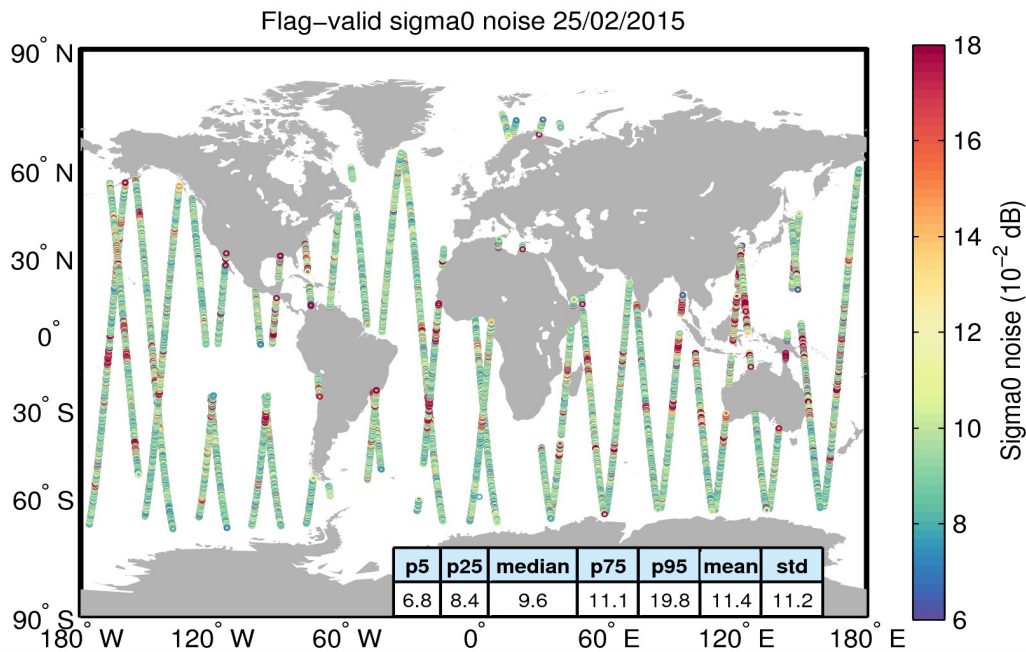 Flag−valid sigma0 noise 25/02/2015
90° N
60° N
30° N
0°
30° S
60° S
90° S
180° W
120° W
60° W
0°
60° E
120° E
180° E
p5 p25 median p75 p95 mean std
6.8 8.4 9.6 11.1 19.8 11.4 11.2
18
16
14
12
10
8
6
Sigma0 noise (10⁻² dB)